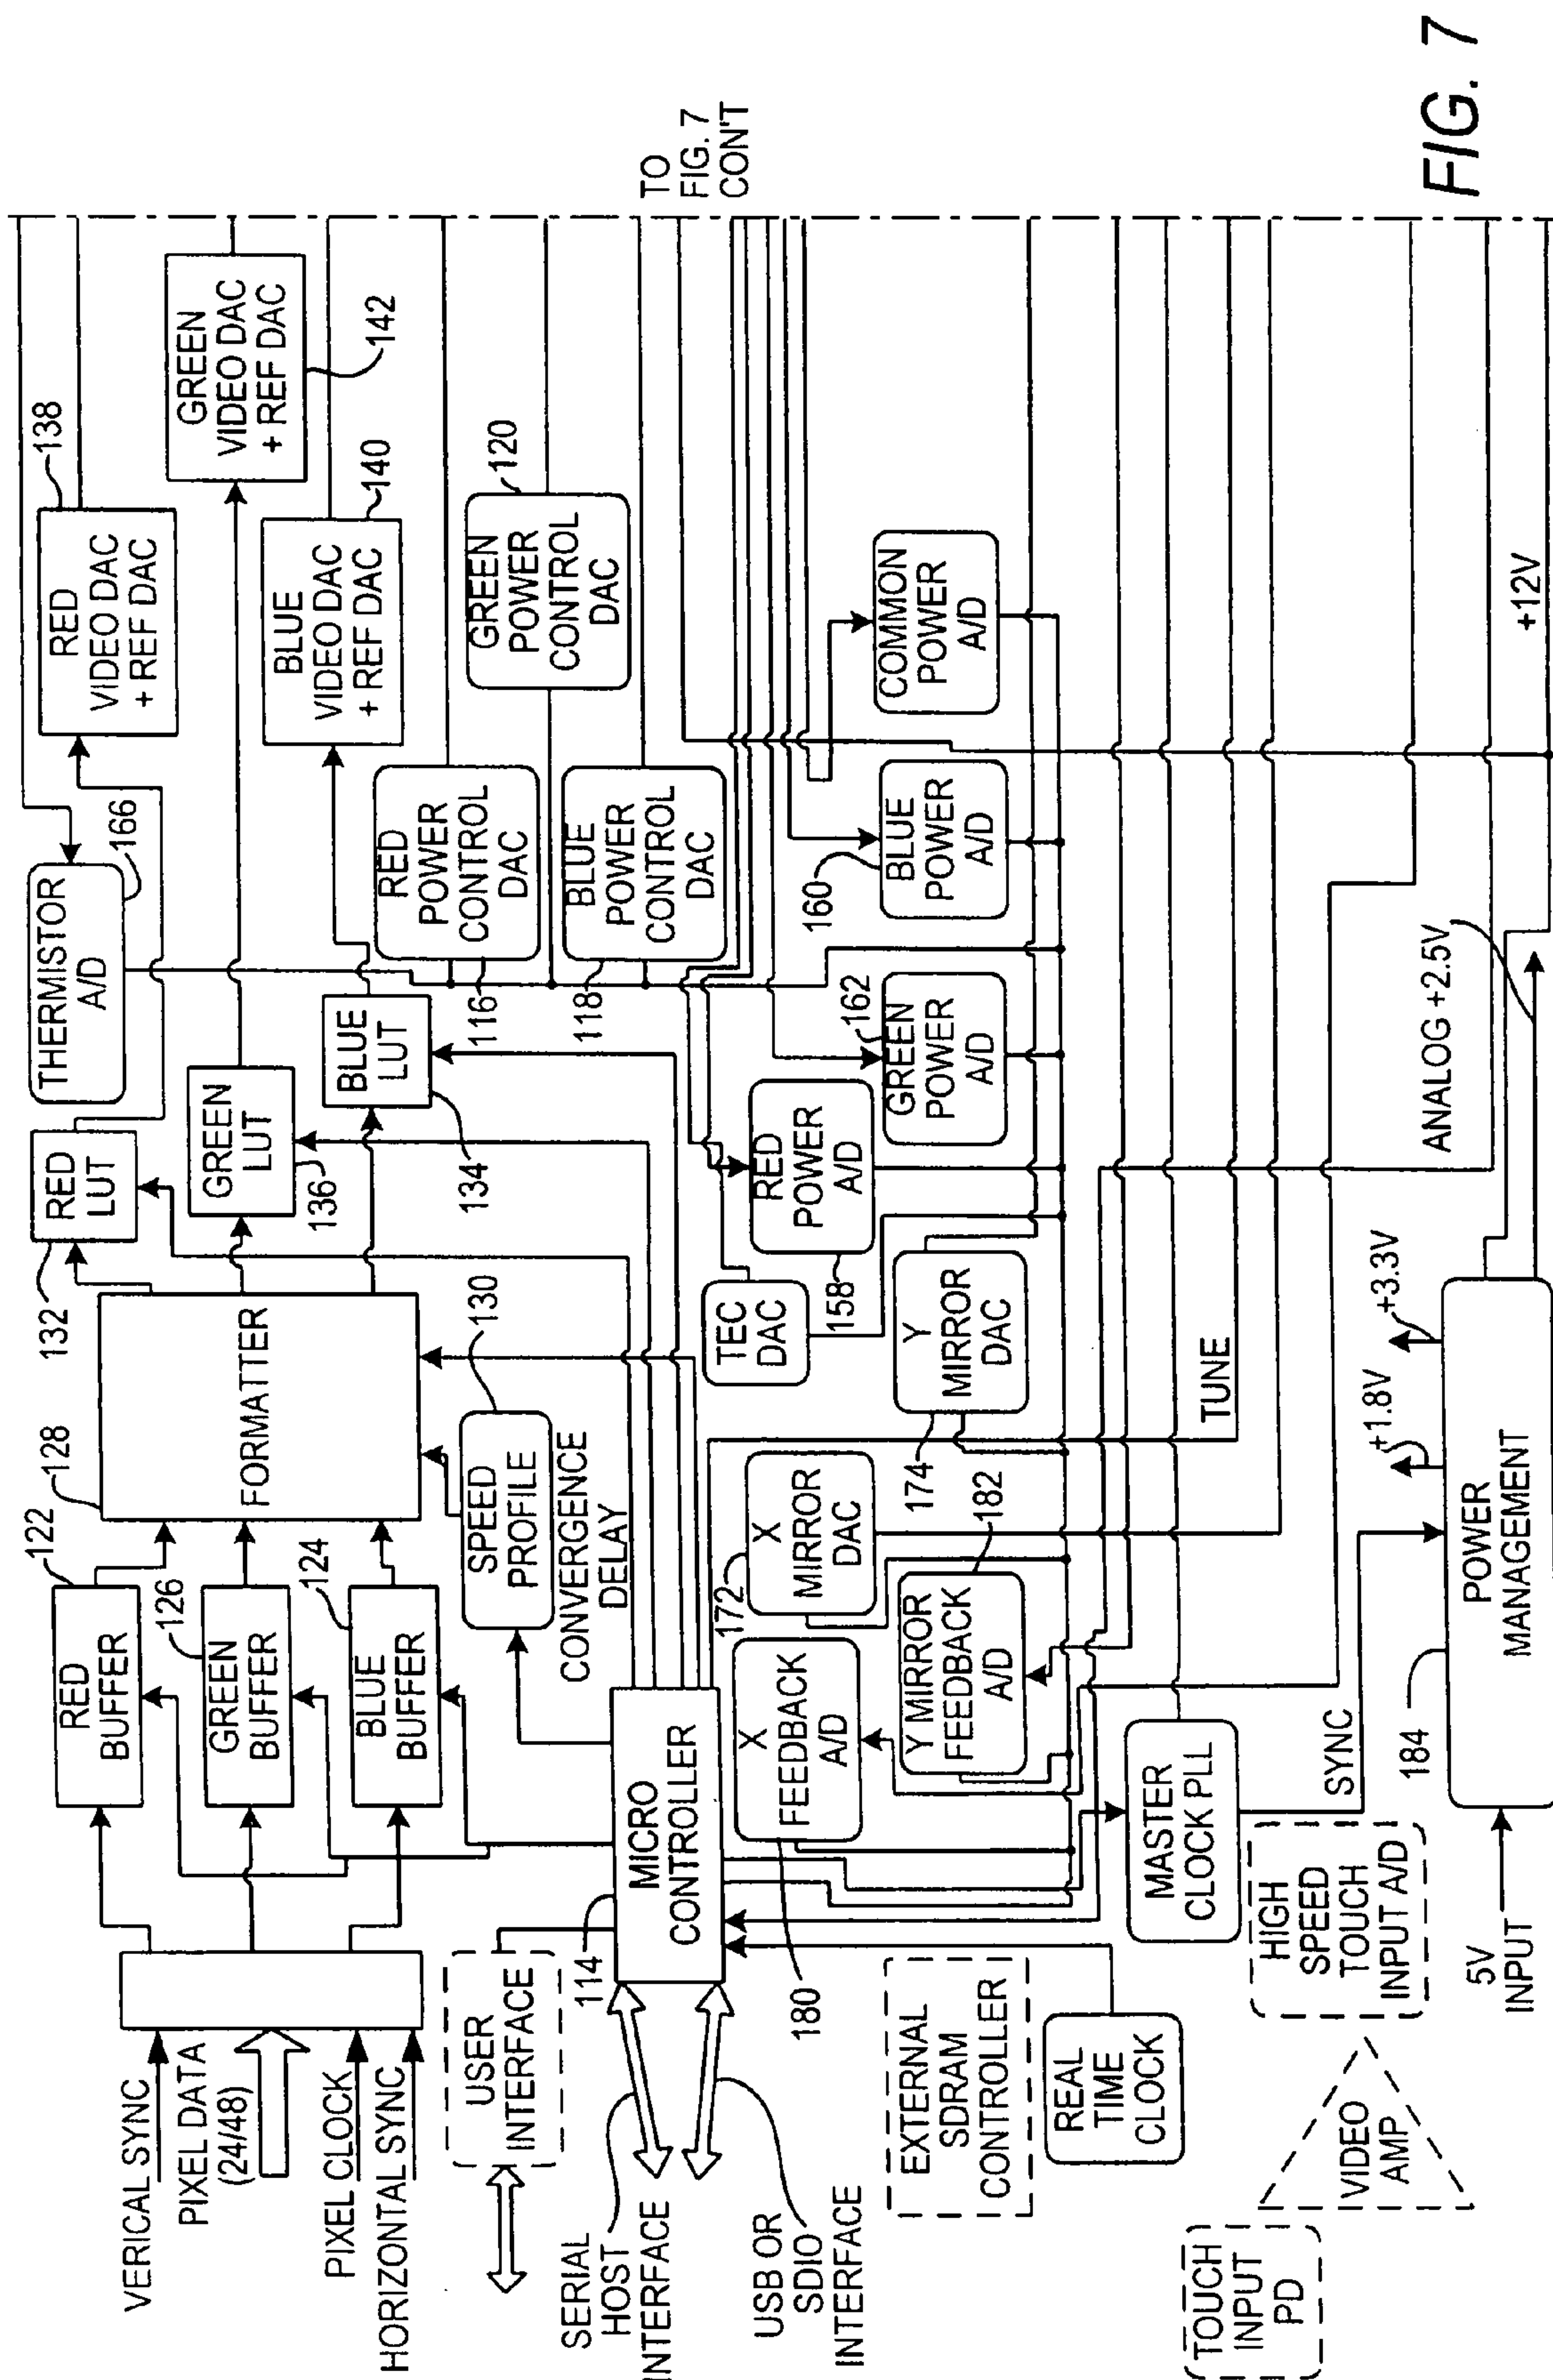 VERICAL SYNC
PIXEL DATA
(24/48)
PIXEL CLOCK
HORIZONTAL SYNC
RED
BUFFER
122
GREEN
BUFFER
126
BLUE
BUFFER
124
128
FORMATTER
RED
LUT
132
GREEN
LUT
136
BLUE
LUT
134
THERMISTOR
A/D
166
RED
VIDEO DAC
+ REF DAC
138
GREEN
VIDEO DAC
+ REF DAC
142
BLUE
VIDEO DAC
+ REF DAC
140
USER
INTERFACE
SPEED
PROFILE
130
CONVERGENCE
DELAY
RED
POWER
CONTROL
DAC
116
GREEN
POWER
CONTROL
DAC
120
BLUE
POWER
CONTROL
DAC
118
SERIAL
HOST
INTERFACE
USB OR
SDIO
INTERFACE
114
MICRO
CONTROLLER
TO
FIG. 7
CON'T
X
FEEDBACK
A/D
180
X
MIRROR
DAC
172
TEC
DAC
RED
POWER
A/D
158
Y MIRROR
FEEDBACK
A/D
182
Y
MIRROR
DAC
174
GREEN
POWER
A/D
162
BLUE
POWER
A/D
160
COMMON
POWER
A/D
EXTERNAL
SDRAM
CONTROLLER
REAL
TIME
CLOCK
MASTER
CLOCK PLL
TUNE
TOUCH
INPUT
PD
VIDEO
AMP
HIGH
SPEED
TOUCH
INPUT A/D
SYNC
5V
INPUT
184
POWER
MANAGEMENT
+1.8V
+3.3V
ANALOG +2.5V
+12V
FIG. 7